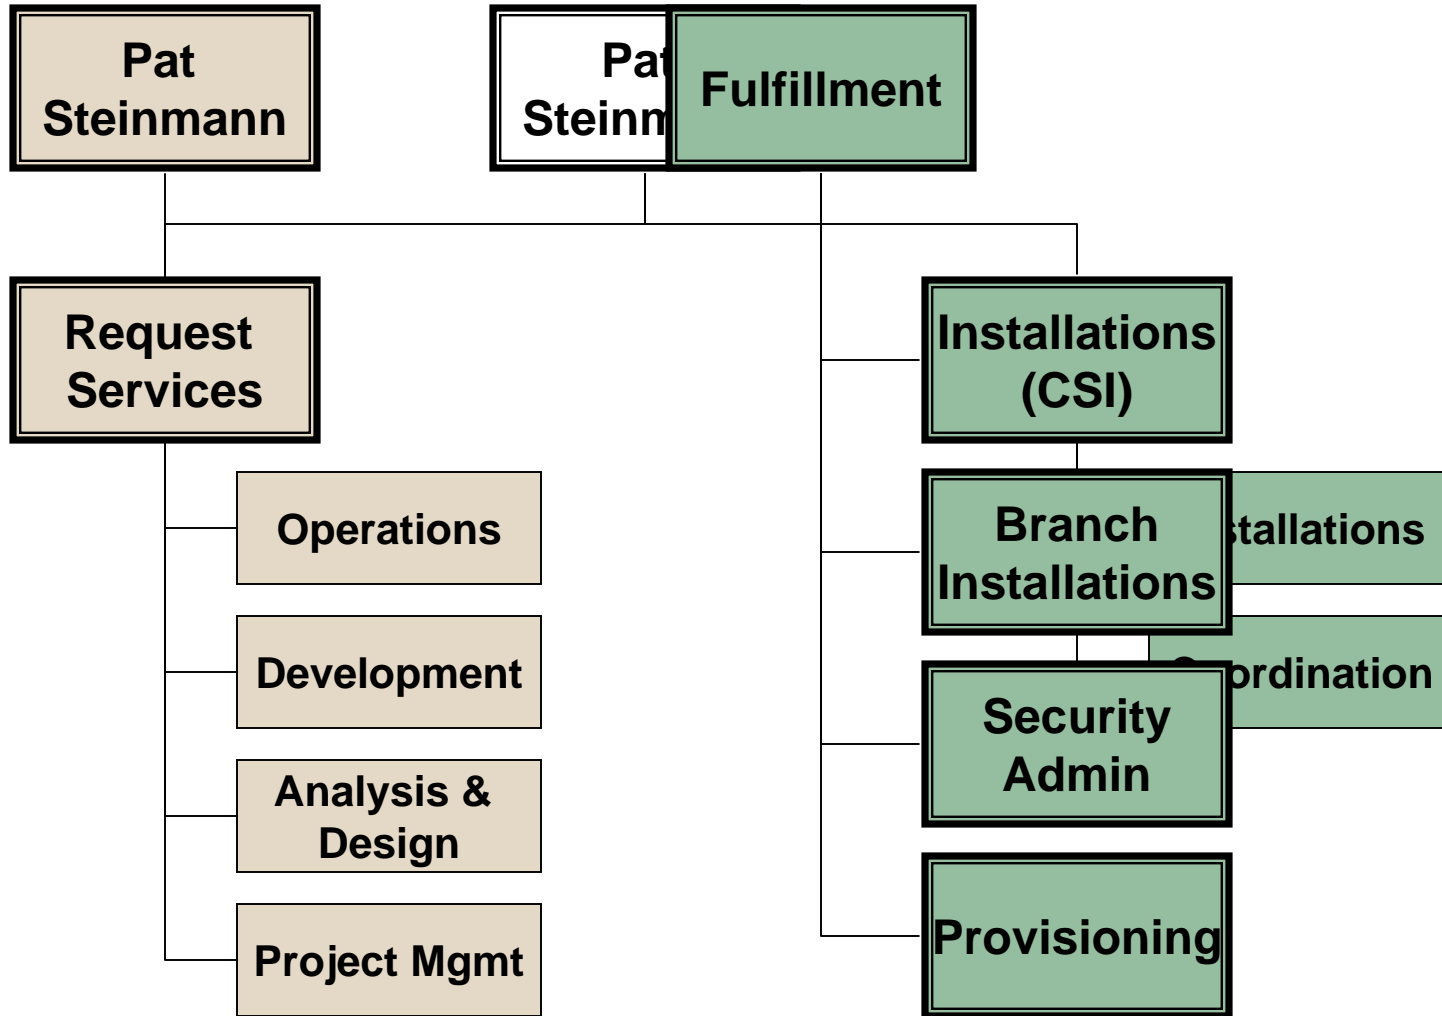 Pat
Steinmann
Pat
Steinm
Fulfillment
Request
Services
Installations
(CSI)
Operations
Branch
Installations
stallations
Development
Security
Admin
ordination
Analysis &
Design
Project Mgmt
Provisioning